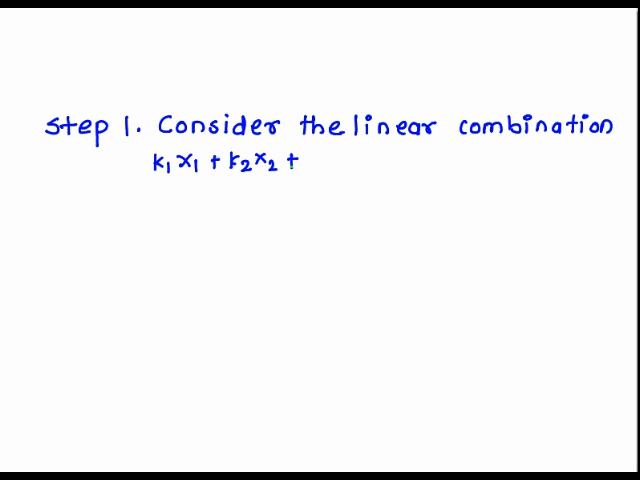 Step 1. Consider the linear combination
k₁x₁ + k₂x₂ +